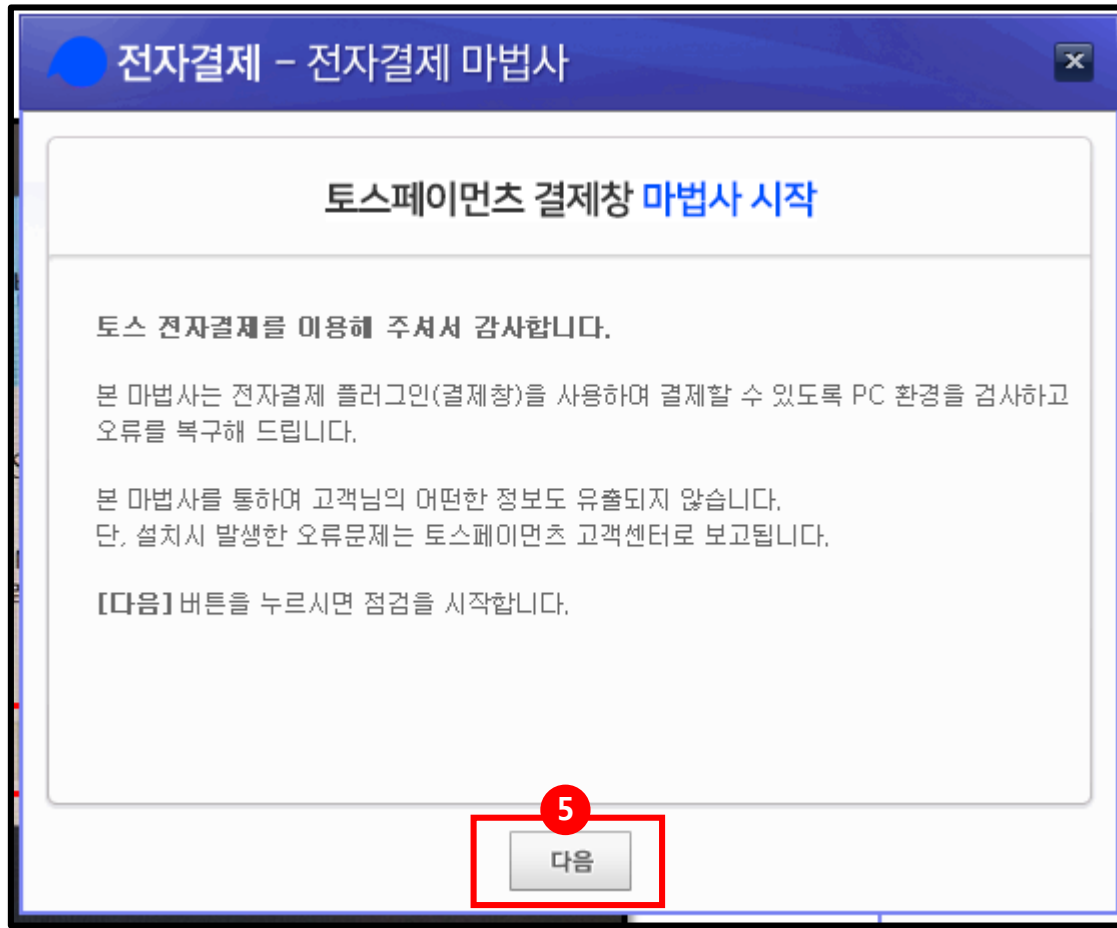 전자결제 – 전자결제 마법사
토스페이먼츠 결제창 마법사 시작
토스 전자결제를 이용해 주셔서 감사합니다.
본 마법사는 전자결제 플러그인(결제창)을 사용하여 결제할 수 있도록 PC 환경을 검사하고
오류를 복구해 드립니다.
본 마법사를 통하여 고객님의 어떤한 정보도 유출되지 않습니다.
단, 설치시 발생한 오류문제는 토스페이먼츠 고객센터로 보고됩니다.
[다음] 버튼을 누르시면 점검을 시작합니다.
5
다음